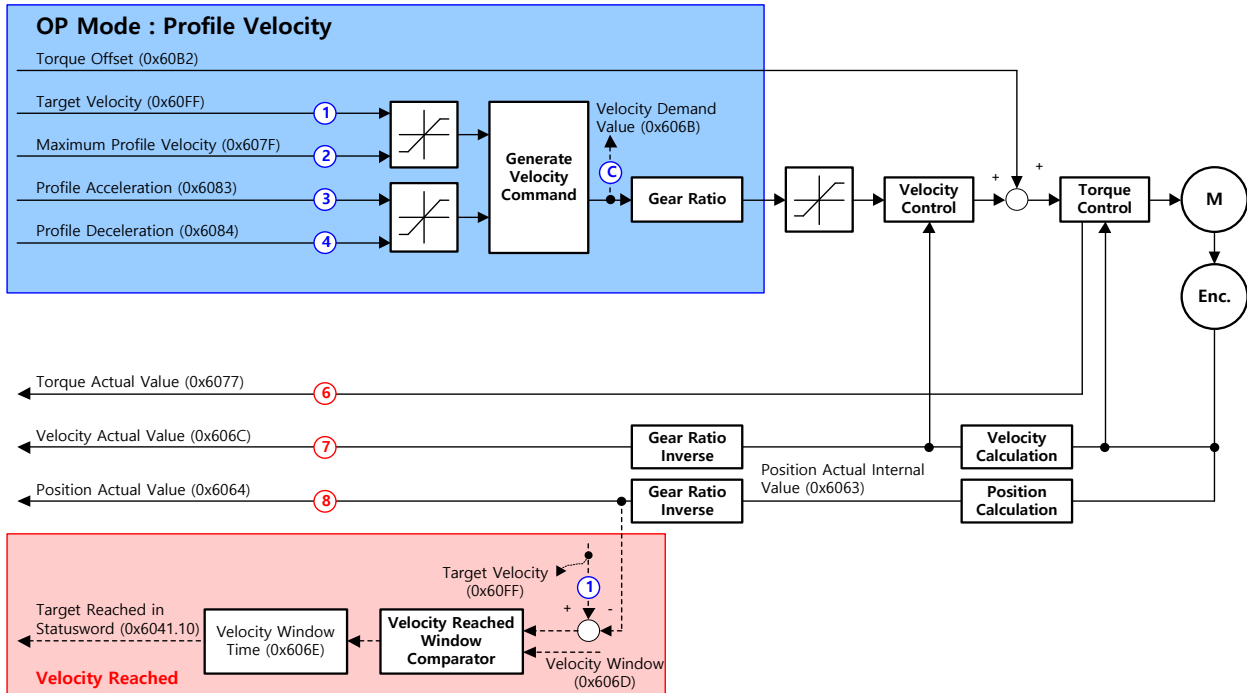 OP Mode : Profile Velocity
Torque Offset (0x60B2)
Target Velocity (0x60FF)
1
Maximum Profile Velocity (0x607F)
2
Profile Acceleration (0x6083)
3
Profile Deceleration (0x6084)
4
Generate
Velocity
Command
Velocity Demand
Value (0x606B)
C
Gear Ratio
Velocity
Control
+
+
Torque
Control
M
Enc.
Torque Actual Value (0x6077)
6
Velocity Actual Value (0x606C)
7
Gear Ratio
Inverse
Velocity
Calculation
Position Actual Value (0x6064)
8
Gear Ratio
Inverse
Position Actual Internal
Value (0x6063)
Position
Calculation
Target Velocity
(0x60FF)
1
+
-
Target Reached in
Statusword (0x6041.10)
Velocity Window
Time (0x606E)
Velocity Reached
Window
Comparator
Velocity Window
(0x606D)
Velocity Reached